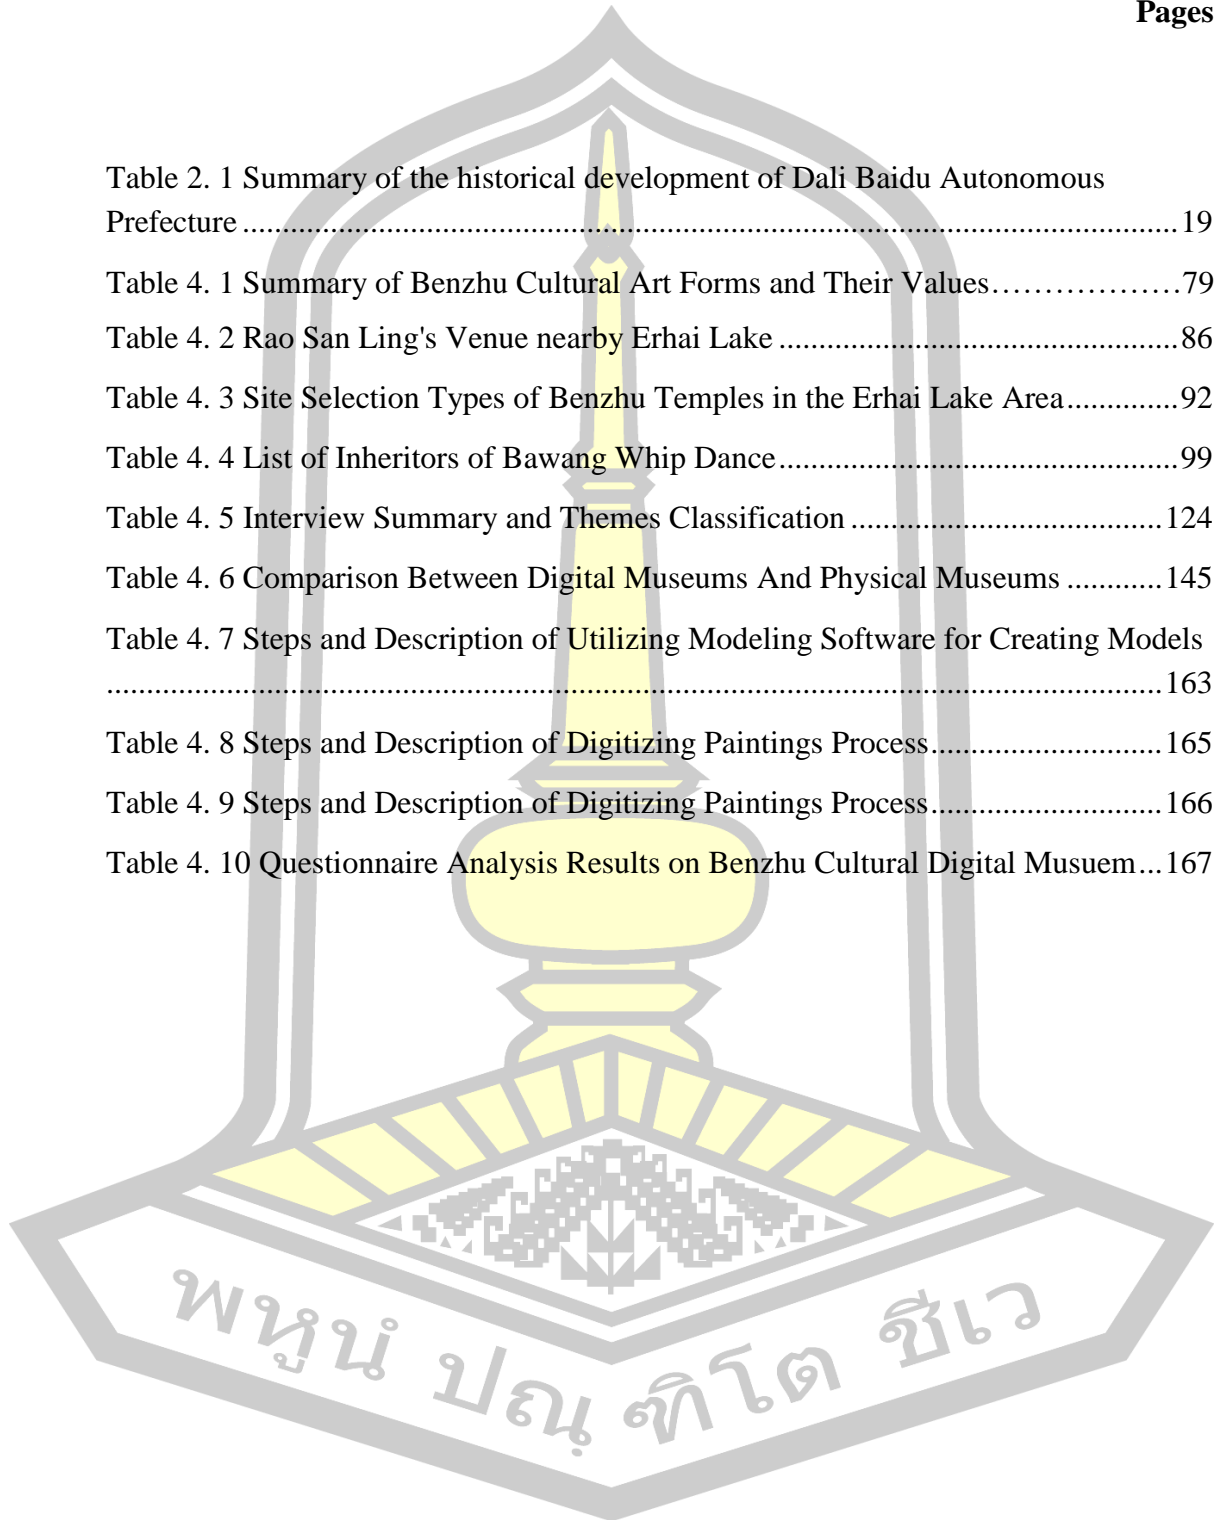 Pages
Table 2. 1 Summary of the historical development of Dali Baidu Autonomous
Prefecture ........................................................................................................ 19
Table 4. 1 Summary of Benzhu Cultural Art Forms and Their Values………………79
Table 4. 2 Rao San Ling's Venue nearby Erhai Lake ............................................. 86
Table 4. 3 Site Selection Types of Benzhu Temples in the Erhai Lake Area .............. 92
Table 4. 4 List of Inheritors of Bawang Whip Dance ............................................. 99
Table 4. 5 Interview Summary and Themes Classification ................................... 124
Table 4. 6 Comparison Between Digital Museums And Physical Museums ............ 145
Table 4. 7 Steps and Description of Utilizing Modeling Software for Creating Models
...................................................................................................................... 163
Table 4. 8 Steps and Description of Digitizing Paintings Process .......................... 165
Table 4. 9 Steps and Description of Digitizing Paintings Process .......................... 166
Table 4. 10 Questionnaire Analysis Results on Benzhu Cultural Digital Musuem ... 167
พหูนํ ปณฺฑิโต ชีเว